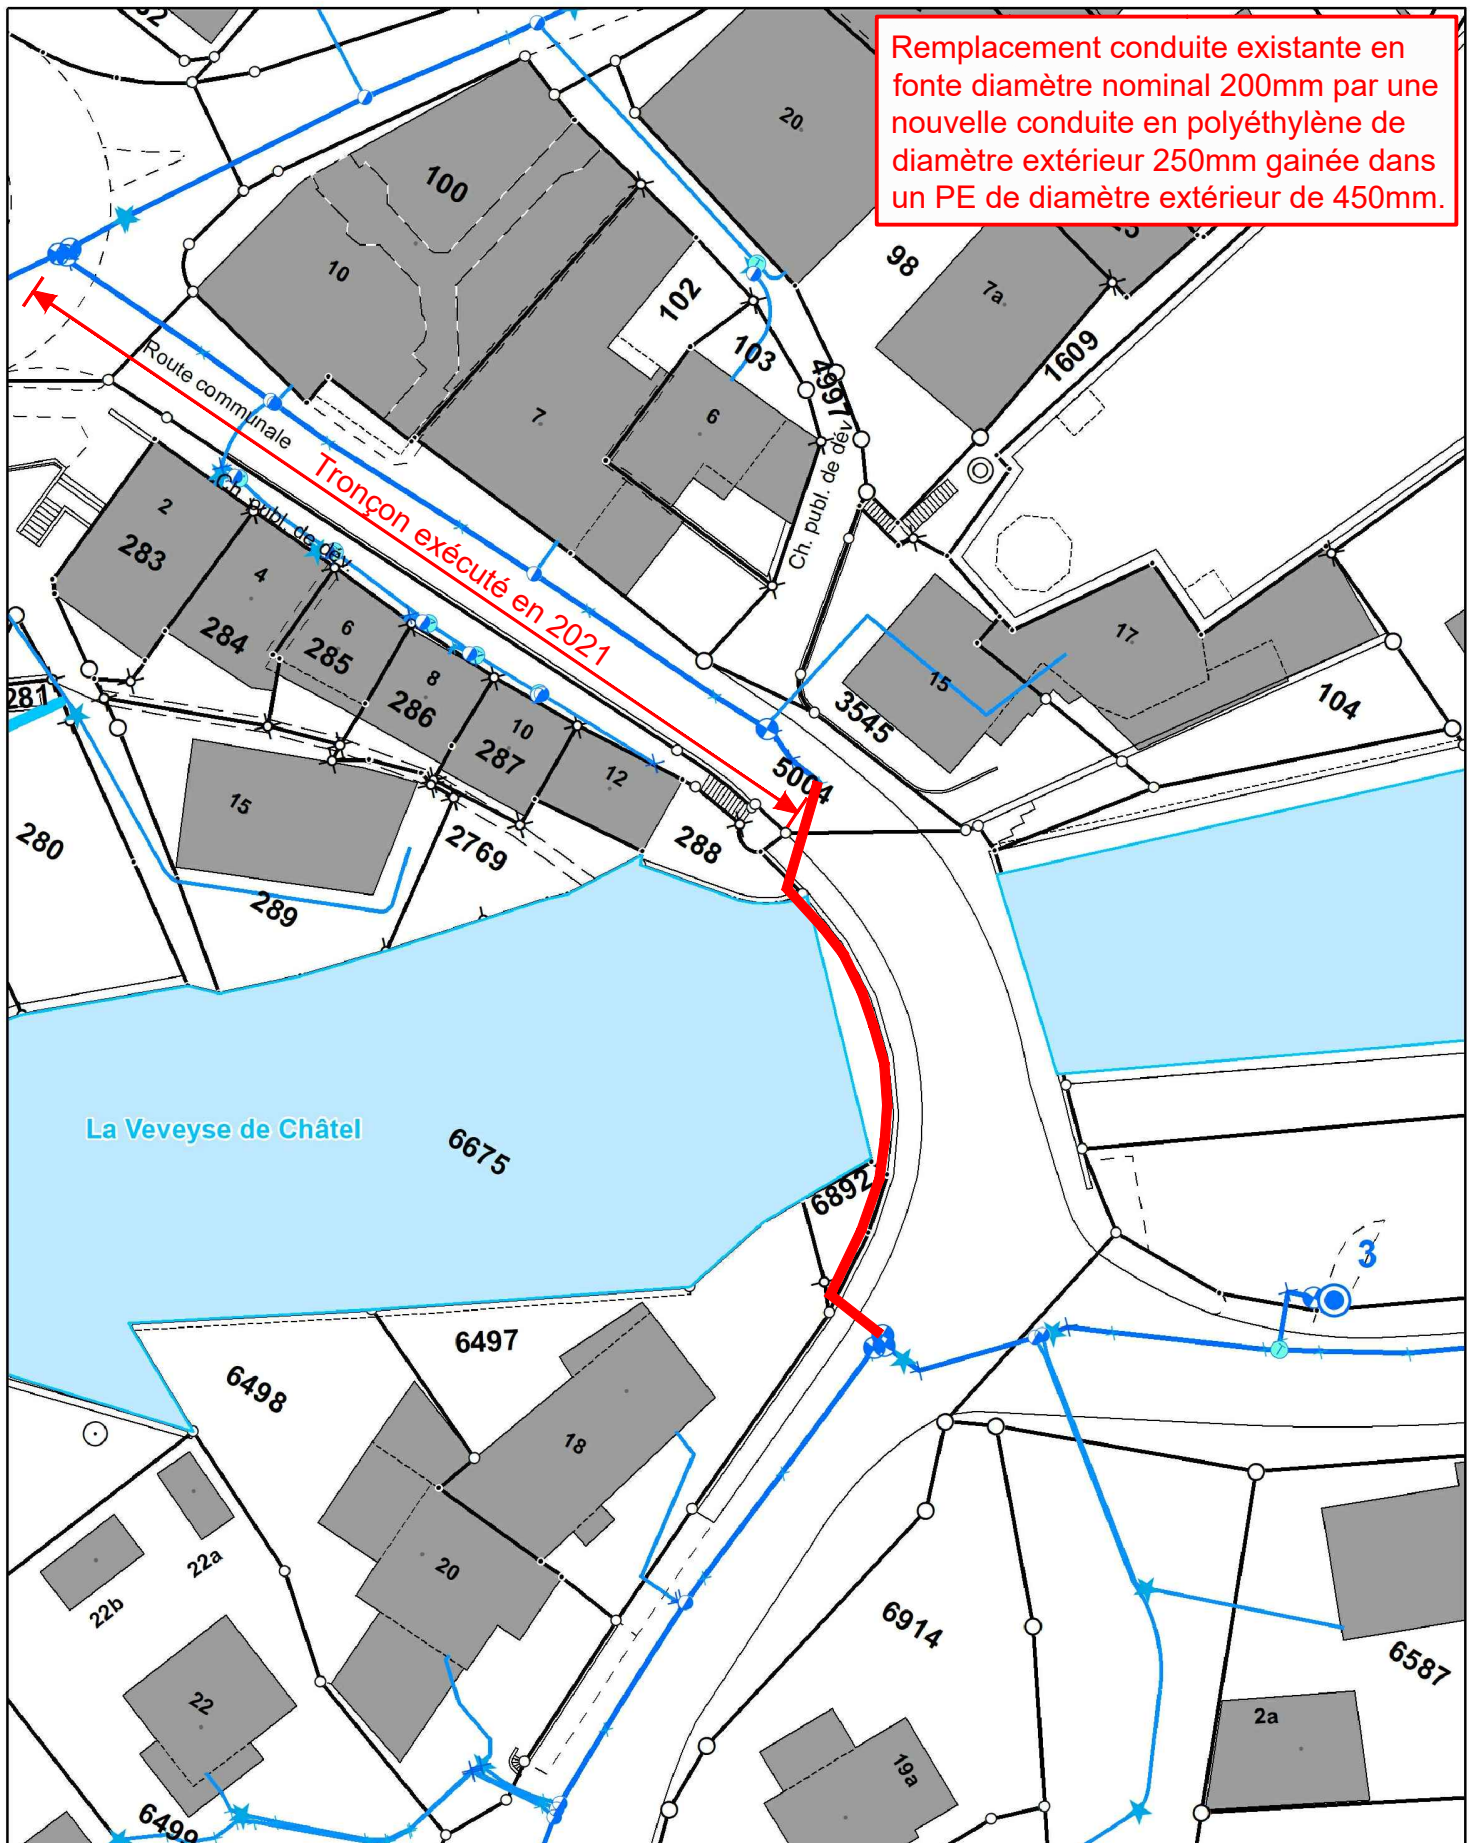 Remplacement conduite existante en
fonte diamètre nominal 200mm par une
nouvelle conduite en polyéthylène de
diamètre extérieur 250mm gainée dans
un PE de diamètre extérieur de 450mm.
20
100
10
98
7a
102
103
1609
4997
Route communale
7
6
Ch. publ. de dév.
Tronçon exécuté en 2021
Ch. publ. de dév.
2
283
4
284
6
285
8
286
10
287
12
288
17
15
3545
104
5004
281
280
15
289
2769
La Veveyse de Châtel
6675
6892
3
6497
6498
18
20
22a
22b
22
6499
6914
6587
2a
19a